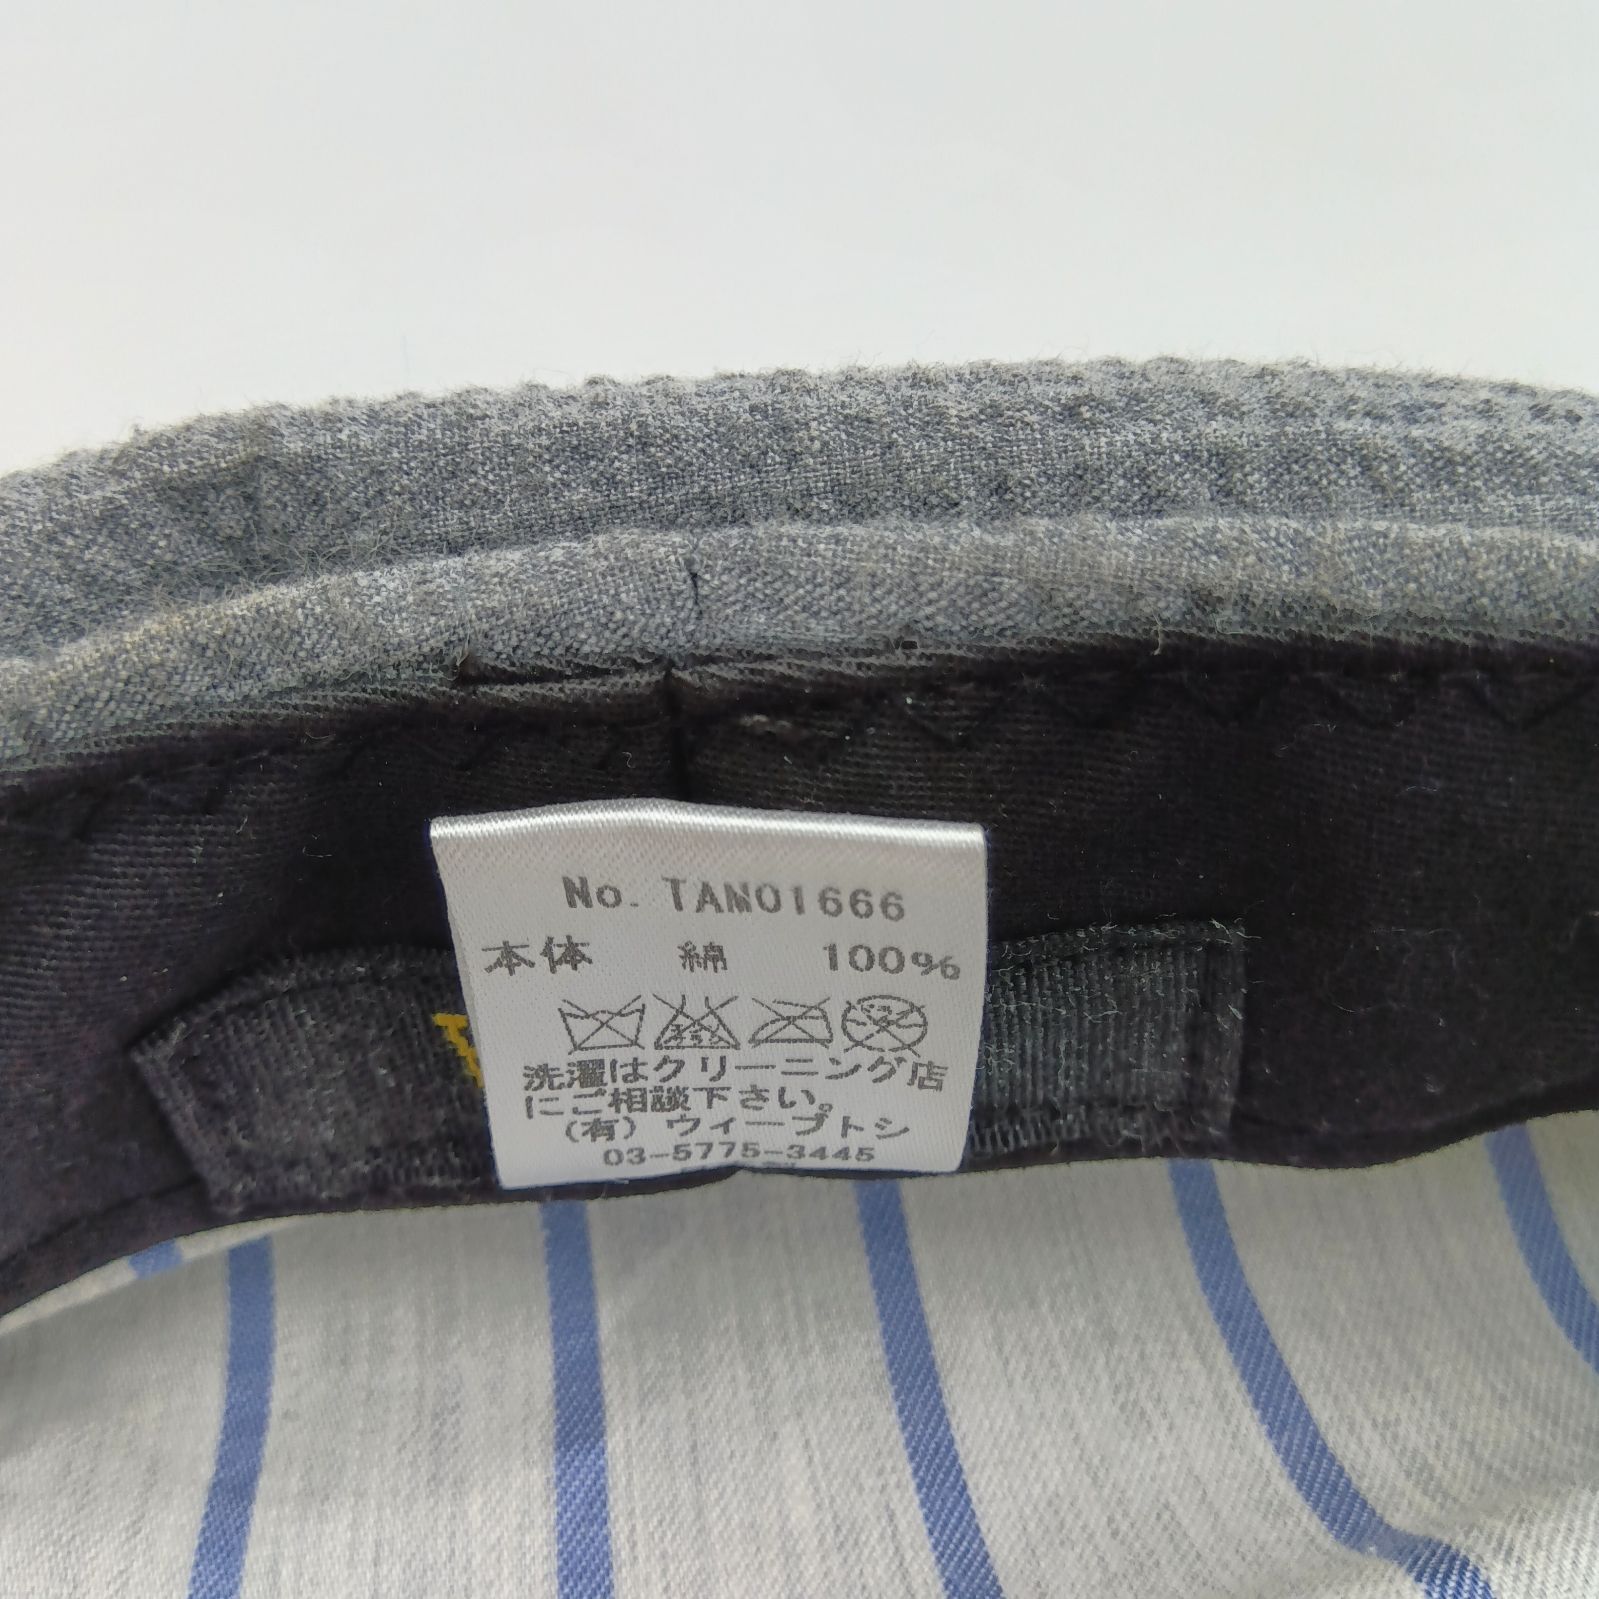 No. TAM01666
本体 綿 100%
洗濯はクリーニング店
にご相談下さい。
(有) ウィープトシ
03-5775-3445